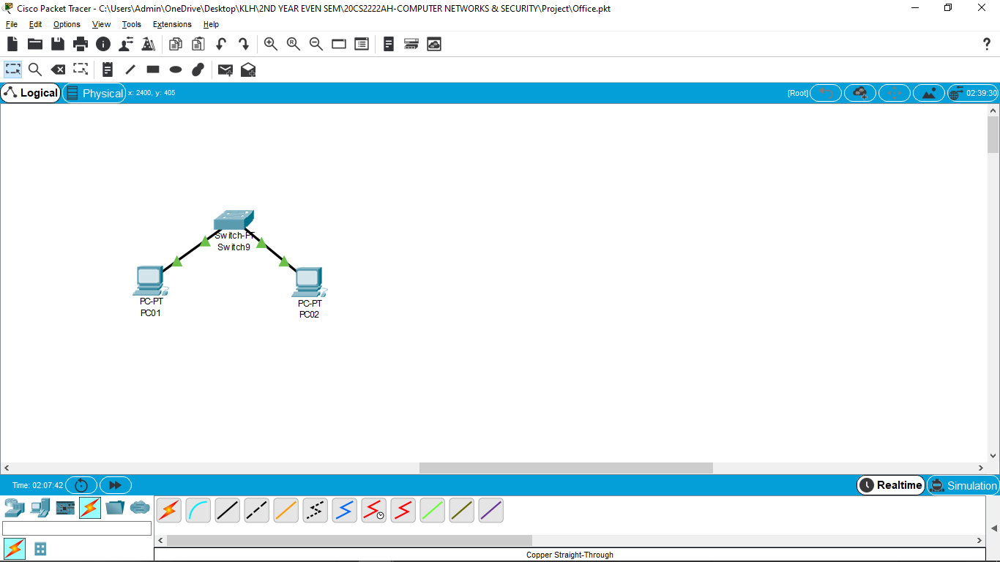 Cisco Packet Tracer - C:\Users\Admin\OneDrive\Desktop\KLH\2ND YEAR EVEN SEM\20CS2222AH-COMPUTER NETWORKS & SECURITY\Project\Office.pkt
File Edit Options View Tools Extensions Help
Logical Physical x: 2400, y: 405 [Root] 02:39:30
Switch-PT
Switch9
PC-PT
PC01
PC-PT
PC02
Time: 02:07:42 Realtime Simulation
Copper Straight-Through